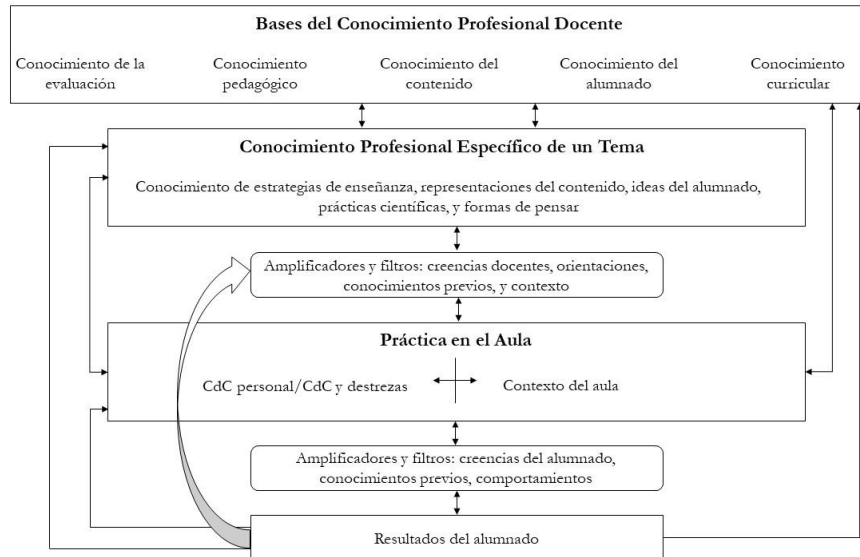 Bases del Conocimiento Profesional Docente
Conocimiento de la evaluación
Conocimiento pedagógico
Conocimiento del contenido
Conocimiento del alumnado
Conocimiento curricular
Conocimiento Profesional Específico de un Tema
Conocimiento de estrategias de enseñanza, representaciones del contenido, ideas del alumnado,
prácticas científicas, y formas de pensar
Amplificadores y filtros: creencias docentes, orientaciones,
conocimientos previos, y contexto
Práctica en el Aula
CdC personal/CdC y destrezas
Contexto del aula
Amplificadores y filtros: creencias del alumnado,
conocimientos previos, comportamientos
Resultados del alumnado